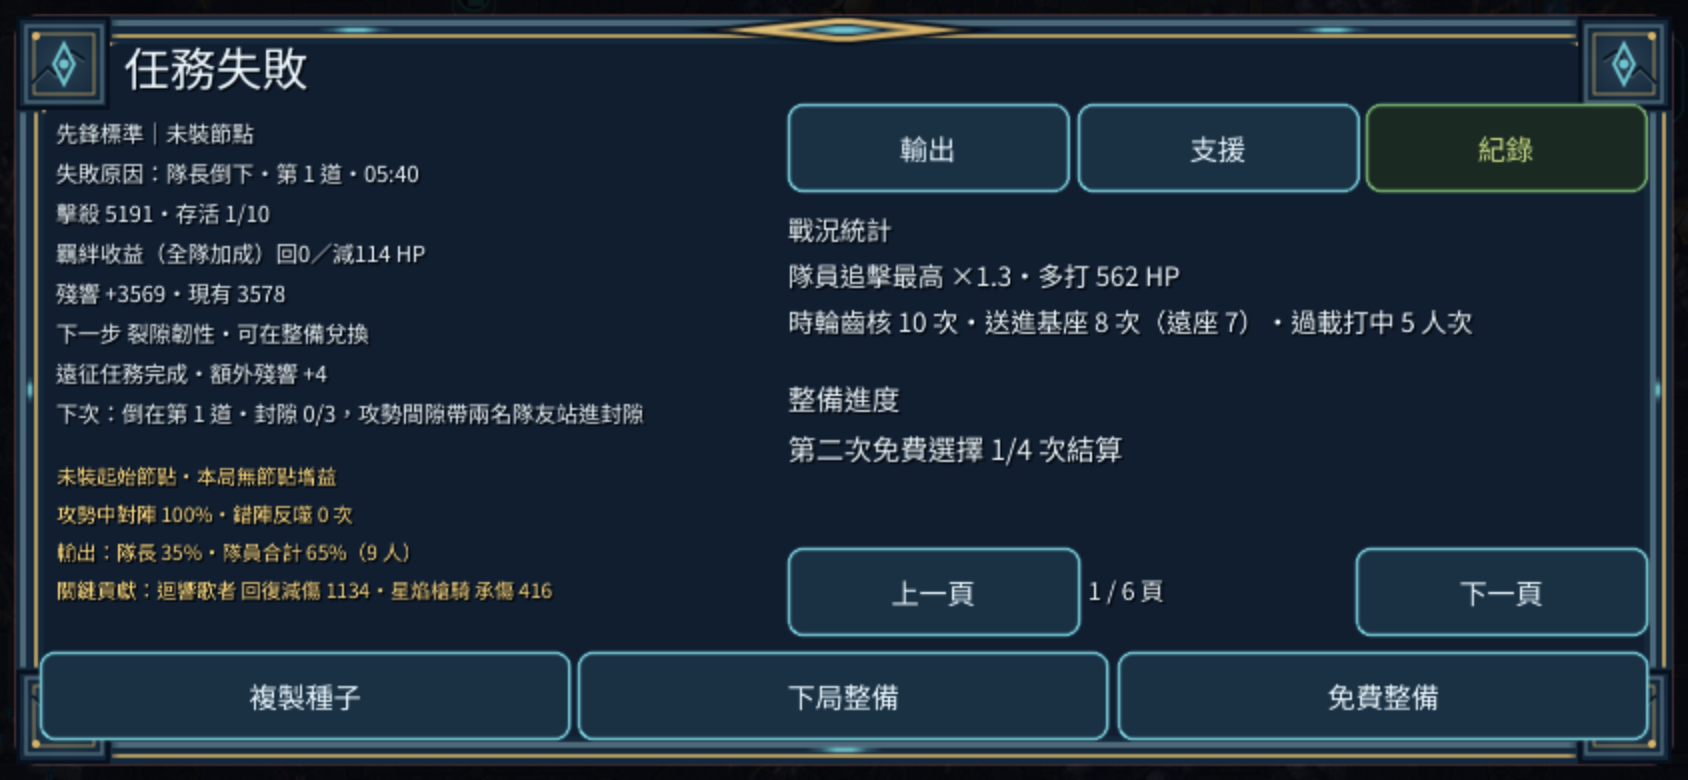 任務失敗
先鋒標準｜未裝節點
失敗原因：隊長倒下・第 1 道・05:40
擊殺 5191・存活 1/10
羈絆收益（全隊加成）回0／減114 HP
殘響 +3569・現有 3578
下一步 裂隙韌性・可在整備兌換
遠征任務完成・額外殘響 +4
下次：倒在第 1 道・封隙 0/3，攻勢間隙帶兩名隊友站進封隙
未裝起始節點・本局無節點增益
攻勢中對陣 100%・錯陣反噬 0 次
輸出：隊長 35%・隊員合計 65%（9 人）
關鍵貢獻：迴響歌者 回復減傷 1134・星焰槍騎 承傷 416
輸出
支援
紀錄
戰況統計
隊員追擊最高 ×1.3・多打 562 HP
時輪齒核 10 次・送進基座 8 次（遠座 7）・過載打中 5 人次
整備進度
第二次免費選擇 1/4 次結算
上一頁
1 / 6 頁
下一頁
複製種子
下局整備
免費整備